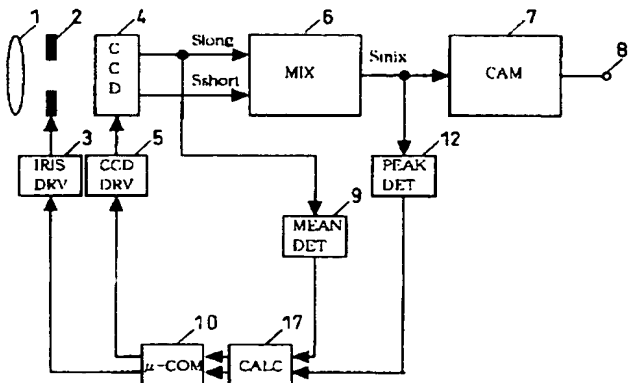 1
2
4
6
7
C
C
D
Slong
Sshort
MIX
Smix
CAM
8
3
5
12
IRIS
DRV
CCD
DRV
PEAK
DET
9
MEAN
DET
10
17
μ-COM
CALC